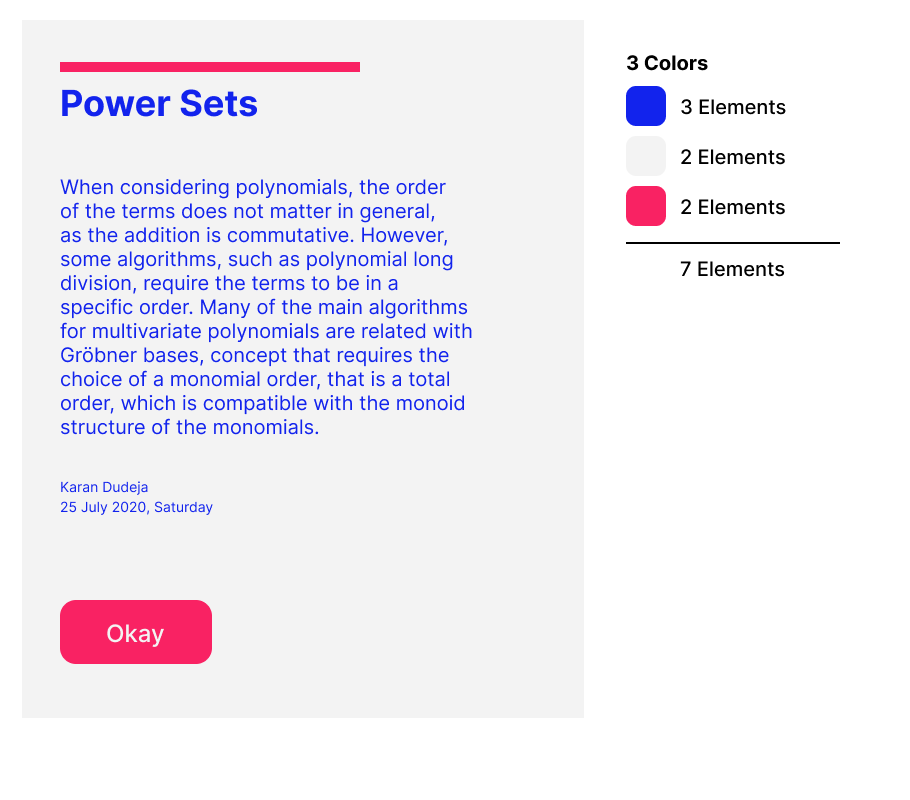 Power Sets
When considering polynomials, the order
of the terms does not matter in general,
as the addition is commutative. However,
some algorithms, such as polynomial long
division, require the terms to be in a
specific order. Many of the main algorithms
for multivariate polynomials are related with
Gröbner bases, concept that requires the
choice of a monomial order, that is a total
order, which is compatible with the monoid
structure of the monomials.
Karan Dudeja
25 July 2020, Saturday
Okay
3 Colors
3 Elements
2 Elements
2 Elements
7 Elements